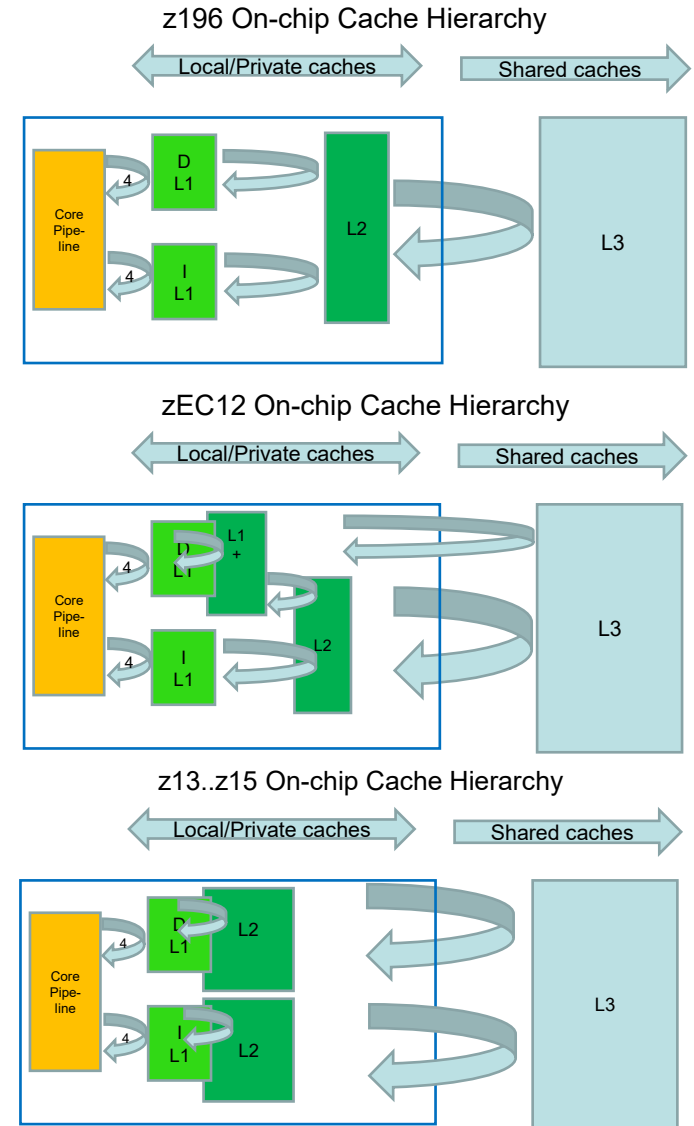 z196 On-chip Cache Hierarchy
Local/Private caches
Shared caches
Core
Pipe-
line
4
D
L1
4
I
L1
L2
L3
zEC12 On-chip Cache Hierarchy
Local/Private caches
Shared caches
Core
Pipe-
line
4
D
L1
L1
+
4
I
L1
L2
L3
z13..z15 On-chip Cache Hierarchy
Local/Private caches
Shared caches
Core
Pipe-
line
4
D
L1
L2
4
I
L1
L2
L3